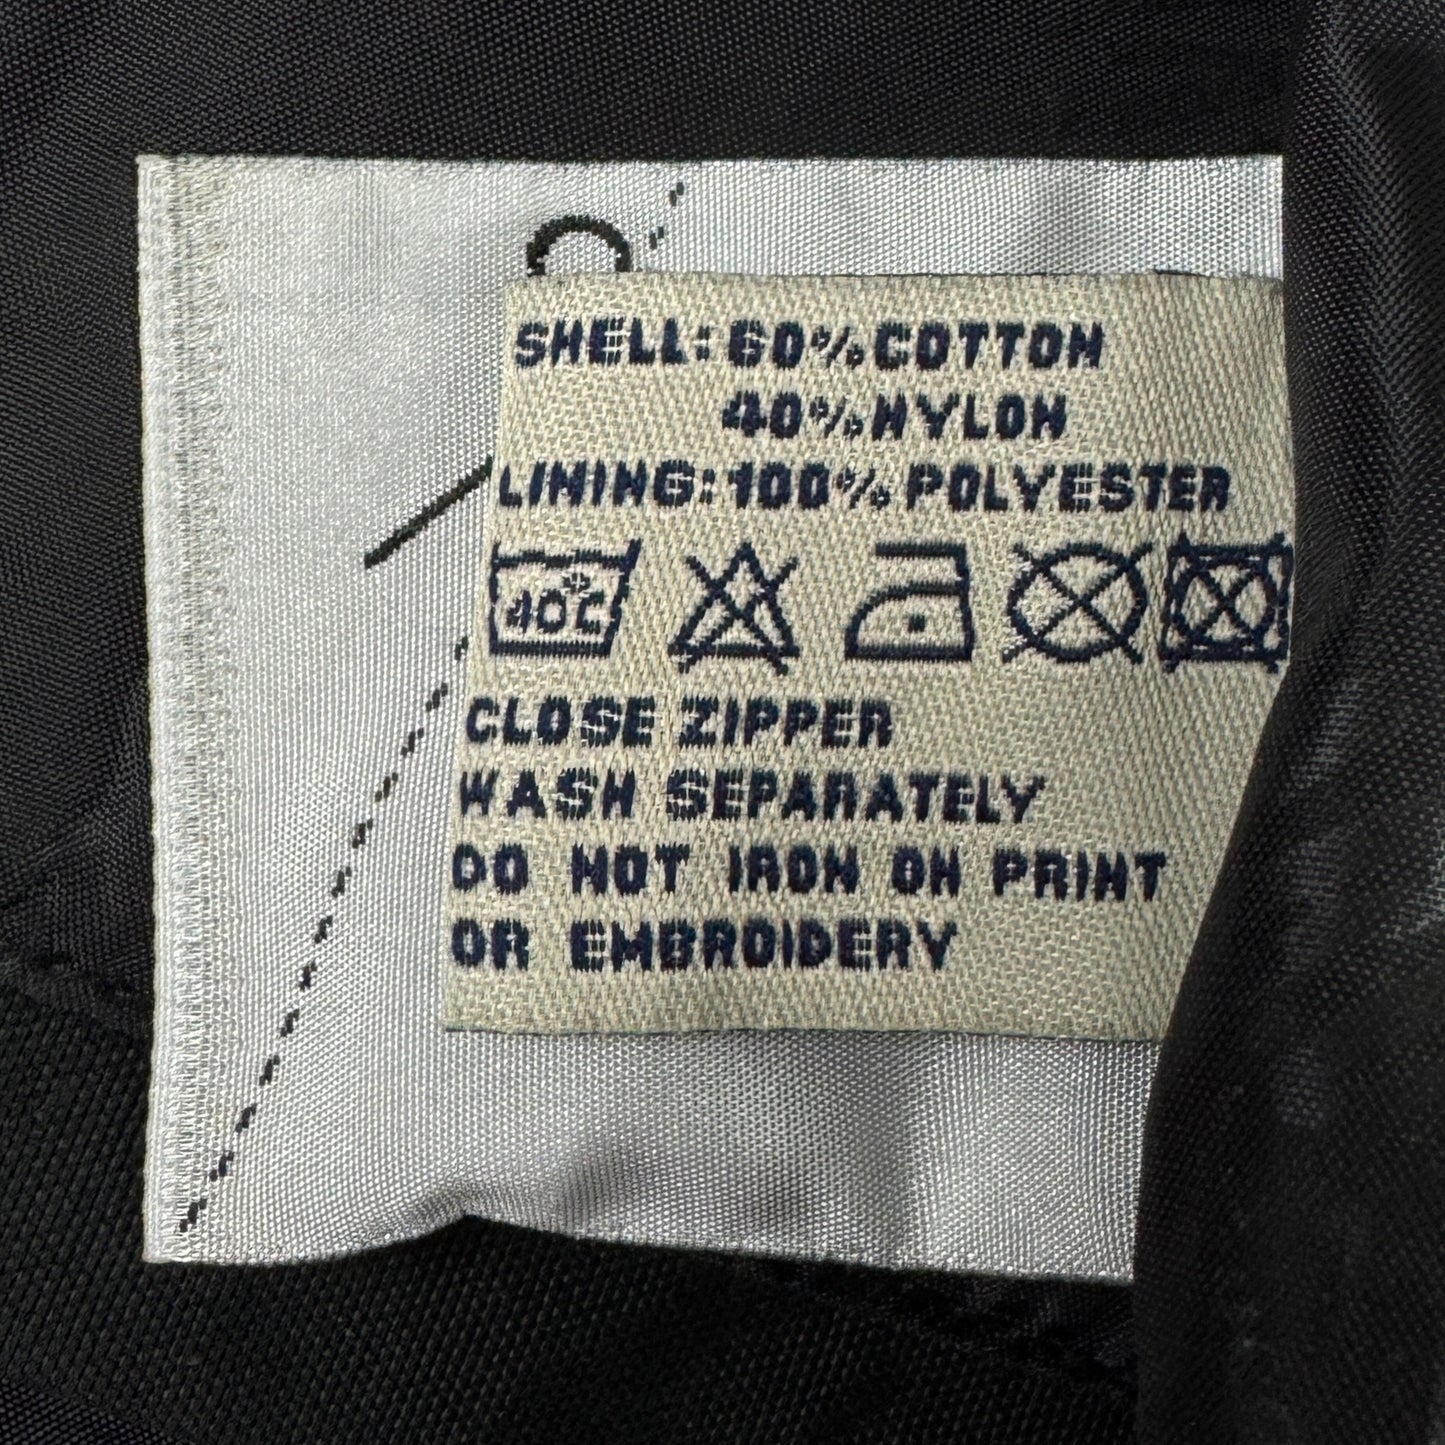 SHELL: 60% COTTON
40% NYLON
LINING: 100% POLYESTER
40°C
CLOSE ZIPPER
WASH SEPARATELY
DO NOT IRON ON PRINT
OR EMBROIDERY